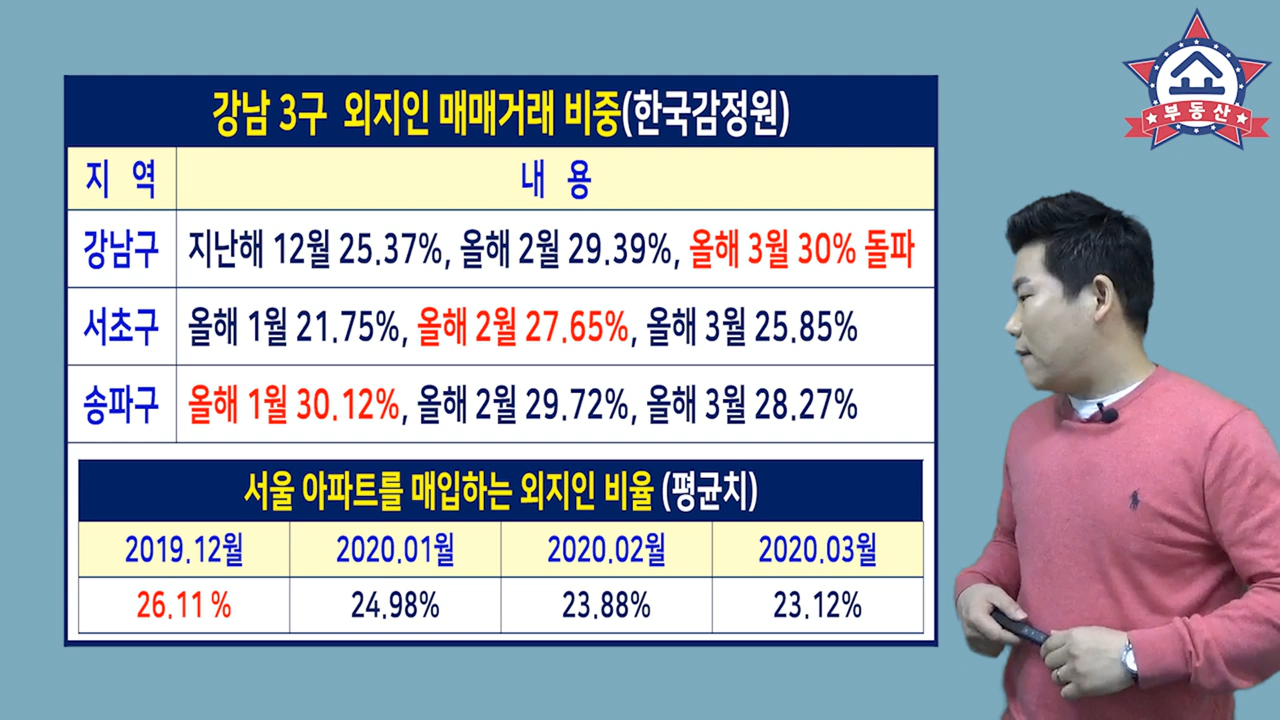 부동산
강남 3구 외지인 매매거래 비중(한국감정원)
지 역 내 용
강남구 지난해 12월 25.37%, 올해 2월 29.39%, 올해 3월 30% 돌파
서초구 올해 1월 21.75%, 올해 2월 27.65%, 올해 3월 25.85%
송파구 올해 1월 30.12%, 올해 2월 29.72%, 올해 3월 28.27%
서울 아파트를 매입하는 외지인 비율 (평균치)
2019.12월 2020.01월 2020.02월 2020.03월
26.11 % 24.98% 23.88% 23.12%